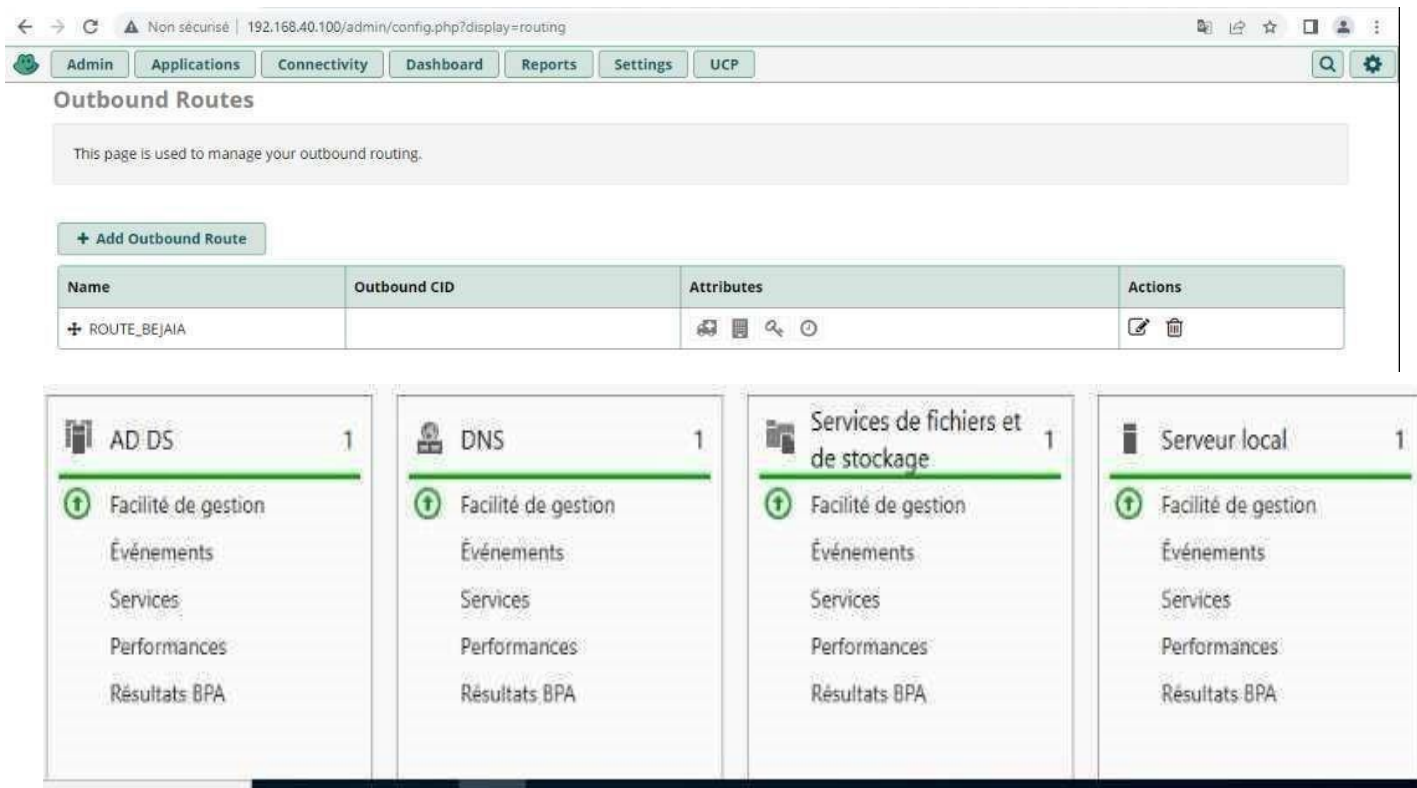 Non sécurisé | 192.168.40.100/admin/config.php?display=routing
Admin Applications Connectivity Dashboard Reports Settings UCP
Outbound Routes
This page is used to manage your outbound routing.
+ Add Outbound Route
Name Outbound CID Attributes Actions
ROUTE_BEJAIA
AD DS 1
Facilité de gestion
Événements
Services
Performances
Résultats BPA
DNS 1
Facilité de gestion
Événements
Services
Performances
Résultats BPA
Services de fichiers et
de stockage 1
Facilité de gestion
Événements
Services
Performances
Résultats BPA
Serveur local 1
Facilité de gestion
Événements
Services
Performances
Résultats BPA